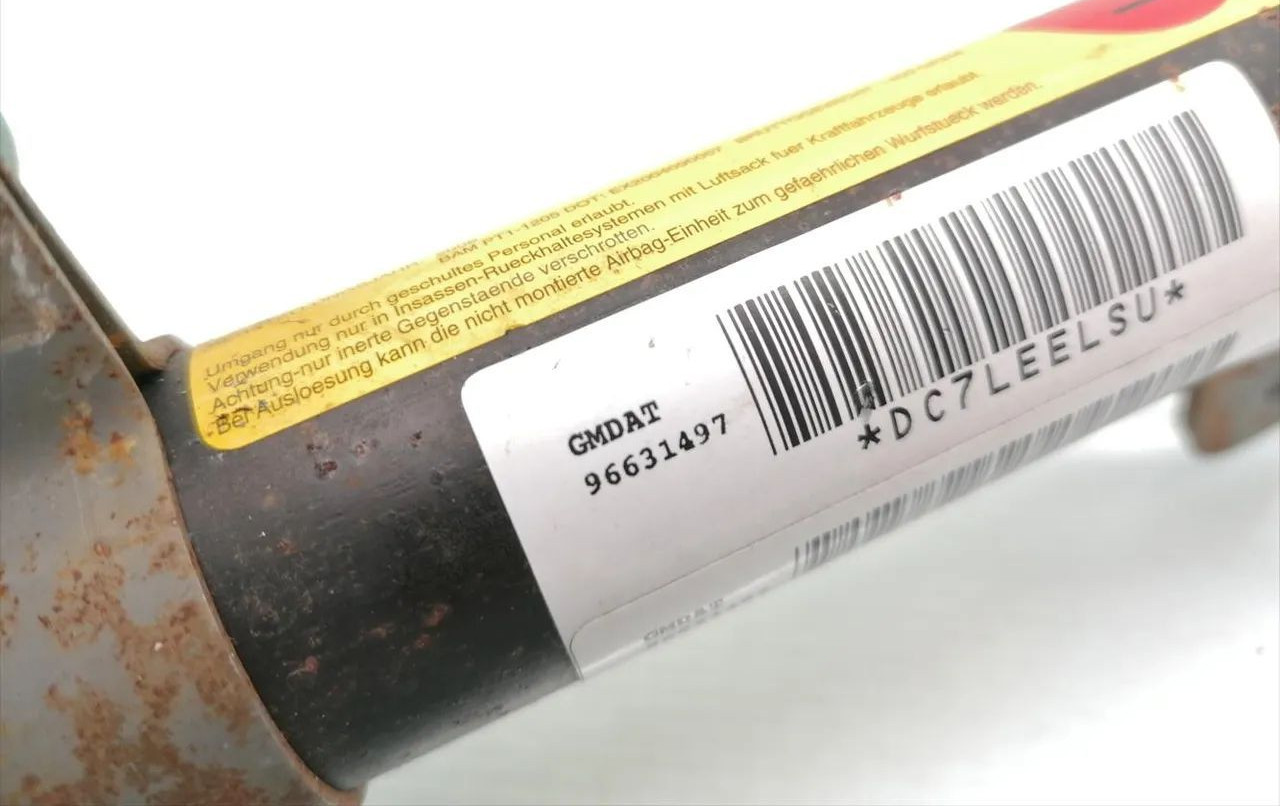 BAM PT1-1205 DOT:
Umgang nur durch geschultes Personal erlaubt.
Verwendung nur in Insassen-Rueckhaltesystemen mit Luftsack fuer Kraftfahrzeuge erlaubt
Achtung-nur inerte Gegenstaende verschrotten.
Bei Ausloesung kann die nicht montierte Airbag-Einheit zum gefaehrlichen Wurfstueck werden.
GMDAT
96631497
*DC7LEELSU*
GMDAT